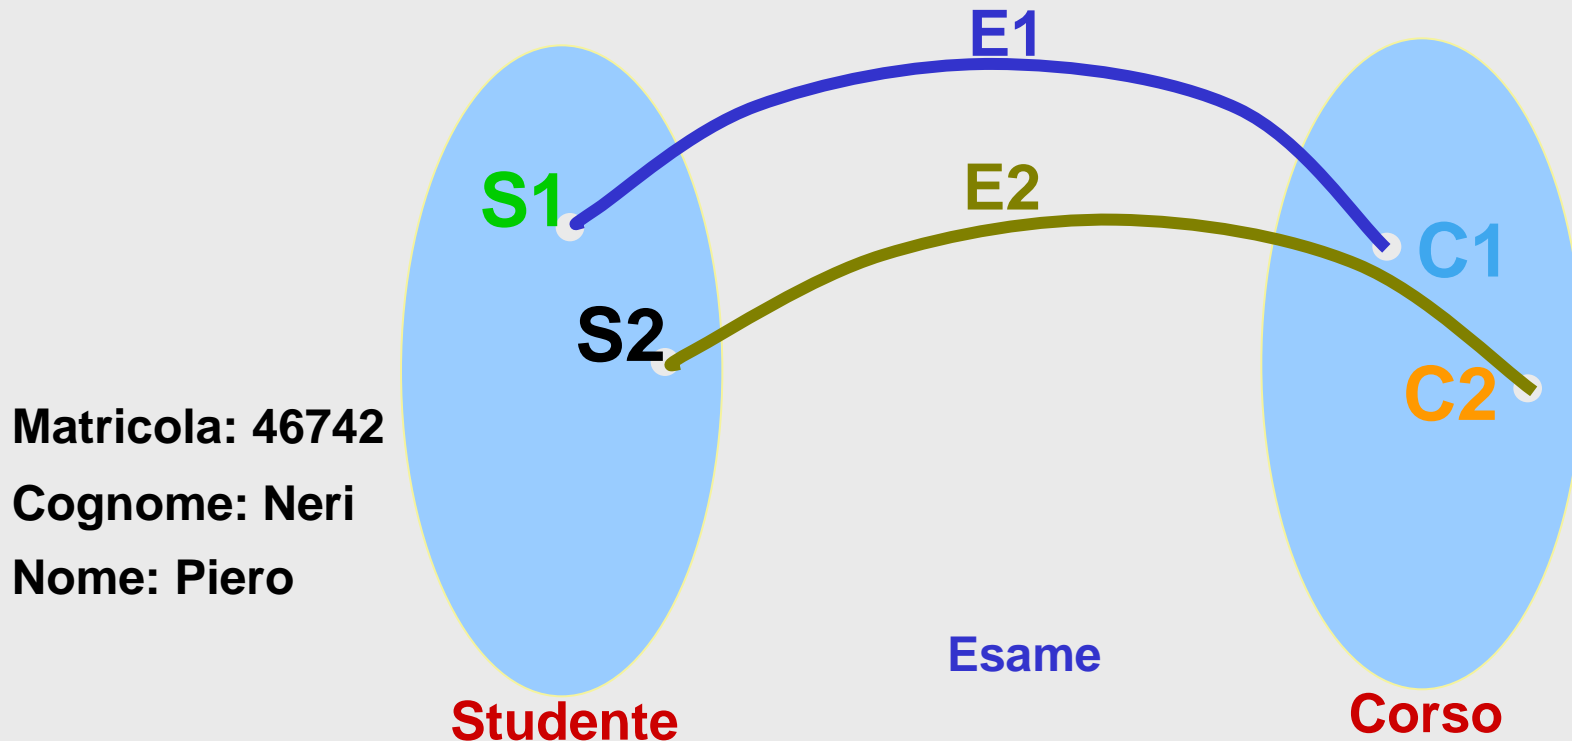 E1
E2
S1
C1
S2
C2
Matricola: 46742
Cognome: Neri
Nome: Piero
Esame
Studente
Corso